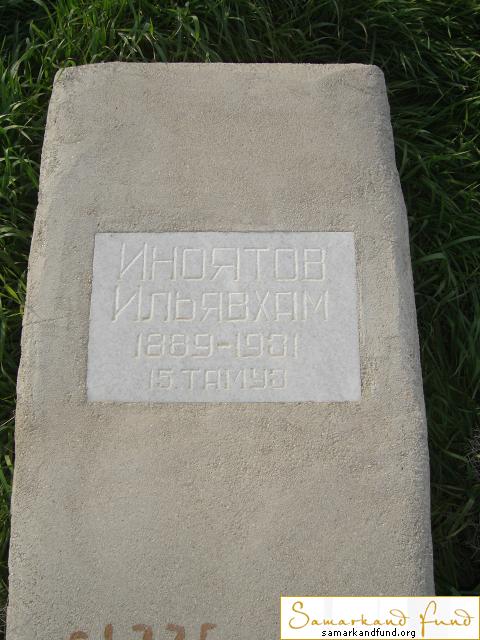 ИНОЯТОВ
ИЛЬЯВХАМ
1889-1931
15.ТАМУЗ
Samarkand Fund
samarkandfund.org